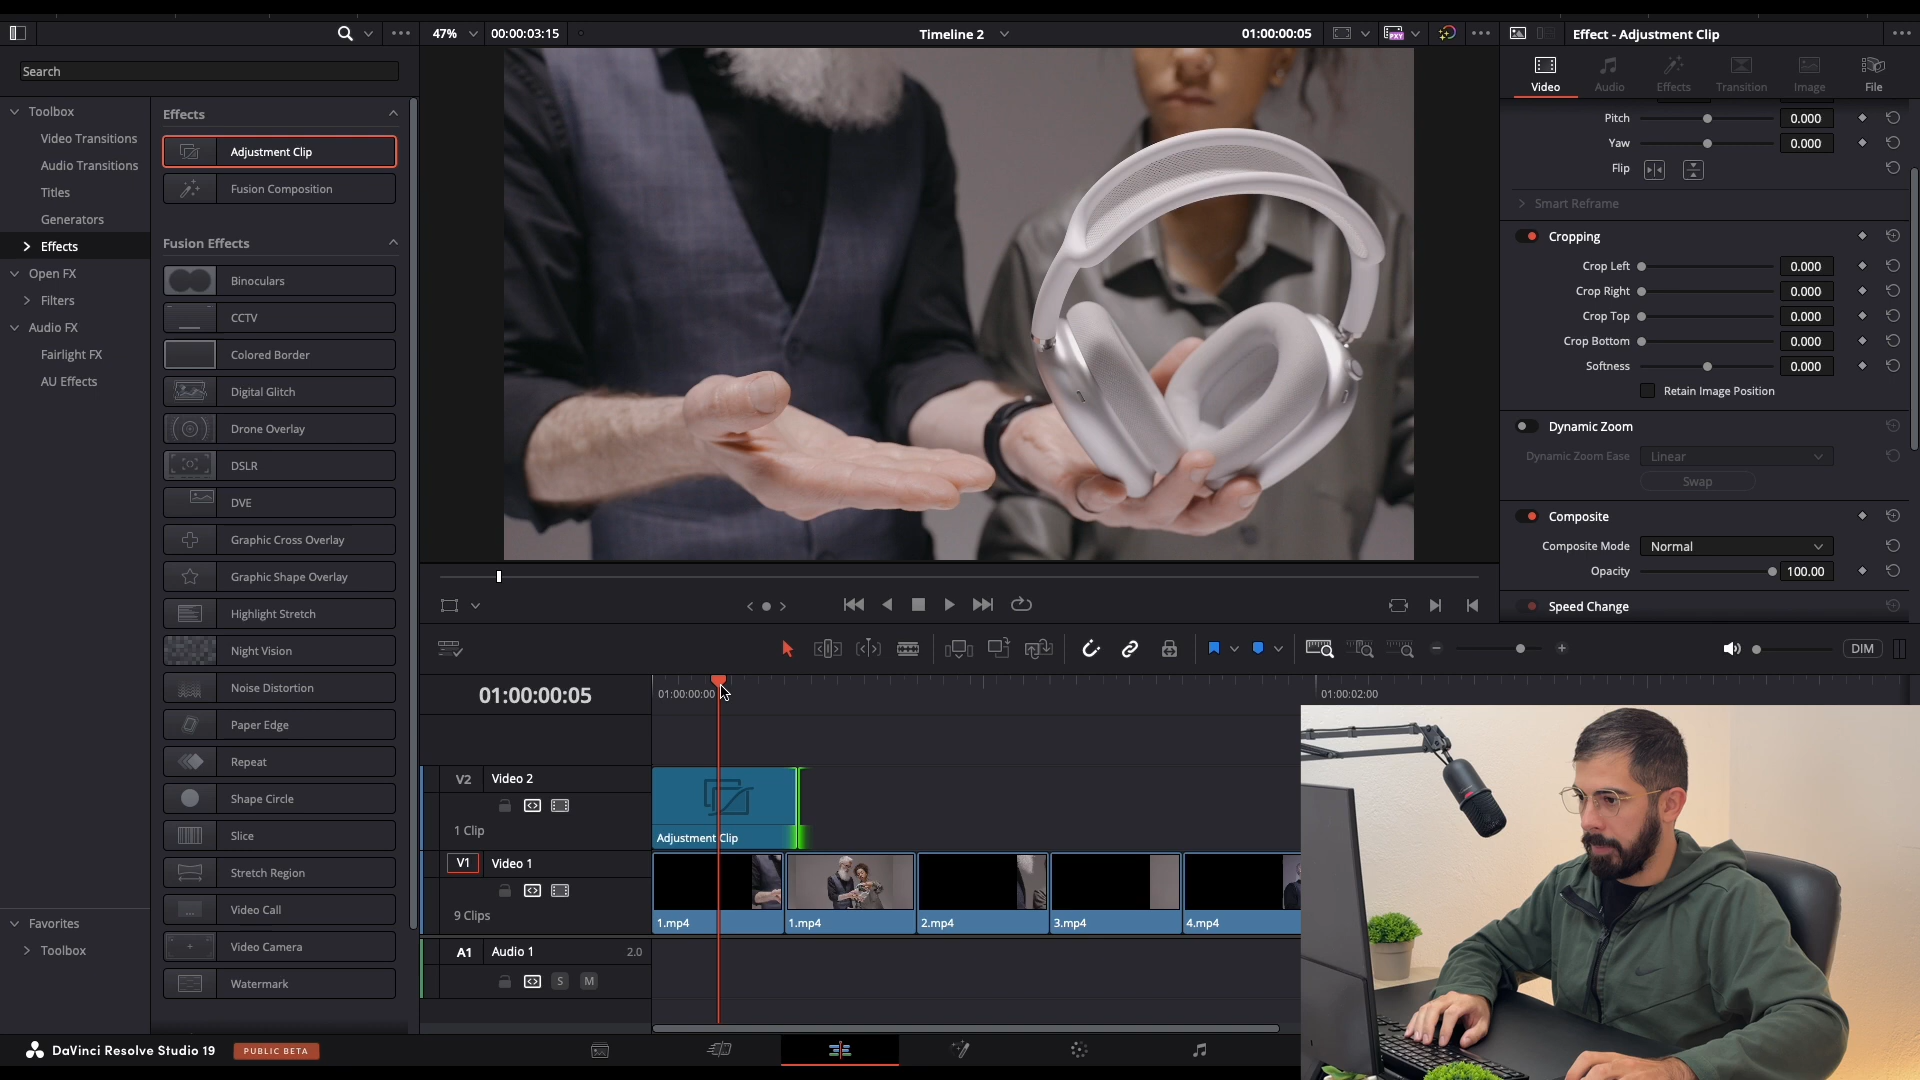 47%
00:00:03:15
Timeline 2
01:00:00:05
PXY
Effect - Adjustment Clip
Search
Video
Audio
Effects
Transition
Image
File
Toolbox
Video Transitions
Audio Transitions
Titles
Generators
Effects
Open FX
Filters
Audio FX
Fairlight FX
AU Effects
Favorites
Toolbox
Effects
Adjustment Clip
Fusion Composition
Fusion Effects
Binoculars
CCTV
Colored Border
Digital Glitch
Drone Overlay
DSLR
DVE
Graphic Cross Overlay
Graphic Shape Overlay
Highlight Stretch
Night Vision
Noise Distortion
Paper Edge
Repeat
Shape Circle
Slice
Stretch Region
Video Call
Video Camera
Watermark
Pitch 0.000
Yaw 0.000
Flip
Smart Reframe
Cropping
Crop Left 0.000
Crop Right 0.000
Crop Top 0.000
Crop Bottom 0.000
Softness 0.000
Retain Image Position
Dynamic Zoom
Dynamic Zoom Ease Linear
Swap
Composite
Composite Mode Normal
Opacity 100.00
Speed Change
DIM
01:00:00:05
01:00:00:00
01:00:02:00
V2 Video 2
1 Clip
Adjustment Clip
V1 Video 1
9 Clips
1.mp4
1.mp4
2.mp4
3.mp4
4.mp4
A1 Audio 1 2.0
S M
DaVinci Resolve Studio 19 PUBLIC BETA